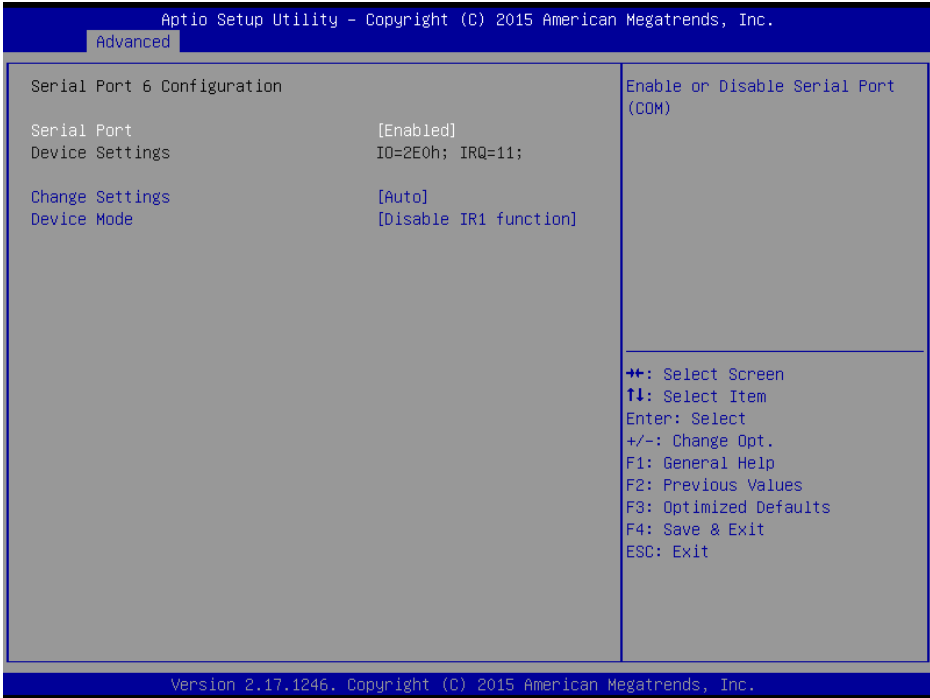 Aptio Setup Utility – Copyright (C) 2015 American Megatrends, Inc.
Advanced
Serial Port 6 Configuration
Serial Port [Enabled]
Device Settings IO=2E0h; IRQ=11;
Change Settings [Auto]
Device Mode [Disable IR1 function]
Enable or Disable Serial Port
(COM)
→←: Select Screen
↑↓: Select Item
Enter: Select
+/-: Change Opt.
F1: General Help
F2: Previous Values
F3: Optimized Defaults
F4: Save & Exit
ESC: Exit
Version 2.17.1246. Copyright (C) 2015 American Megatrends, Inc.